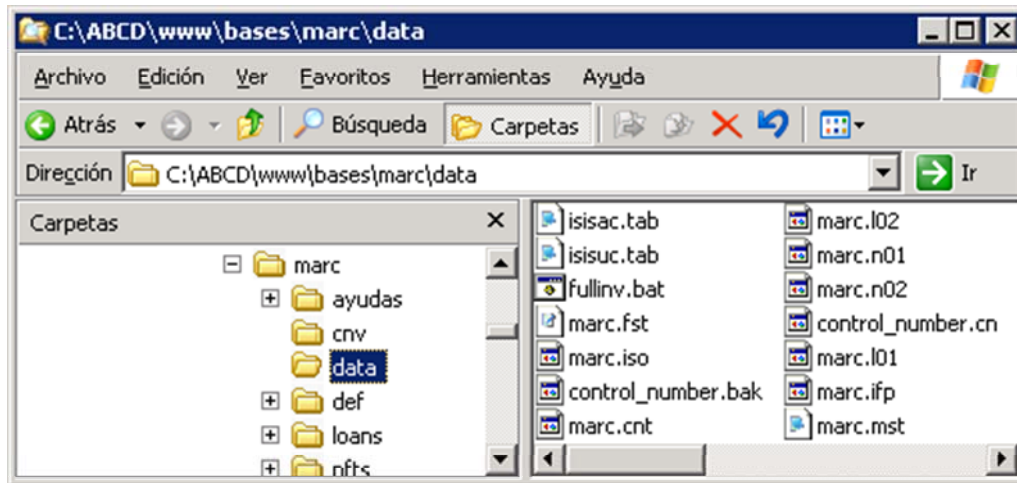 C:\ABCD\www\bases\marc\data
Archivo Edición Ver Favoritos Herramientas Ayuda
Atrás Búsqueda Carpetas
Dirección C:\ABCD\www\bases\marc\data Ir
Carpetas
marc
ayudas
cnv
data
def
loans
pfts
isisac.tab
isisuc.tab
fullinv.bat
marc.fst
marc.iso
control_number.bak
marc.cnt
marc.l02
marc.n01
marc.n02
control_number.cn
marc.l01
marc.ifp
marc.mst